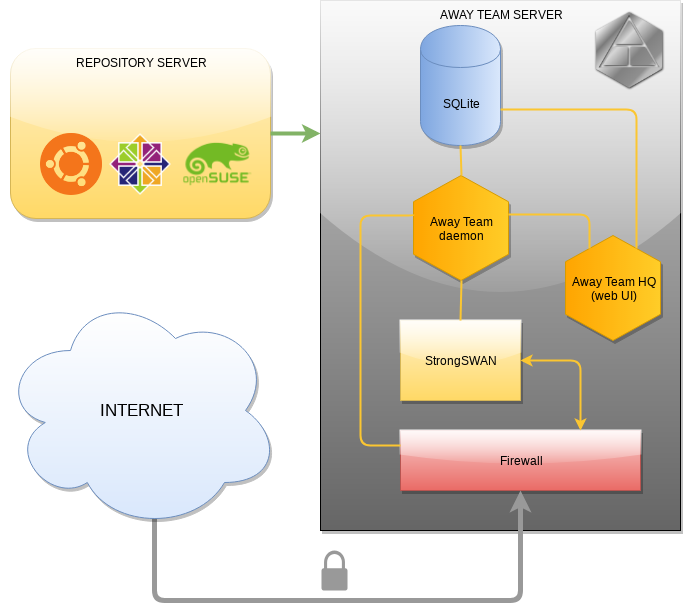 AWAY TEAM SERVER
REPOSITORY SERVER
SQLite
openSUSE
Away Team
daemon
Away Team HQ
(web UI)
StrongSWAN
INTERNET
Firewall